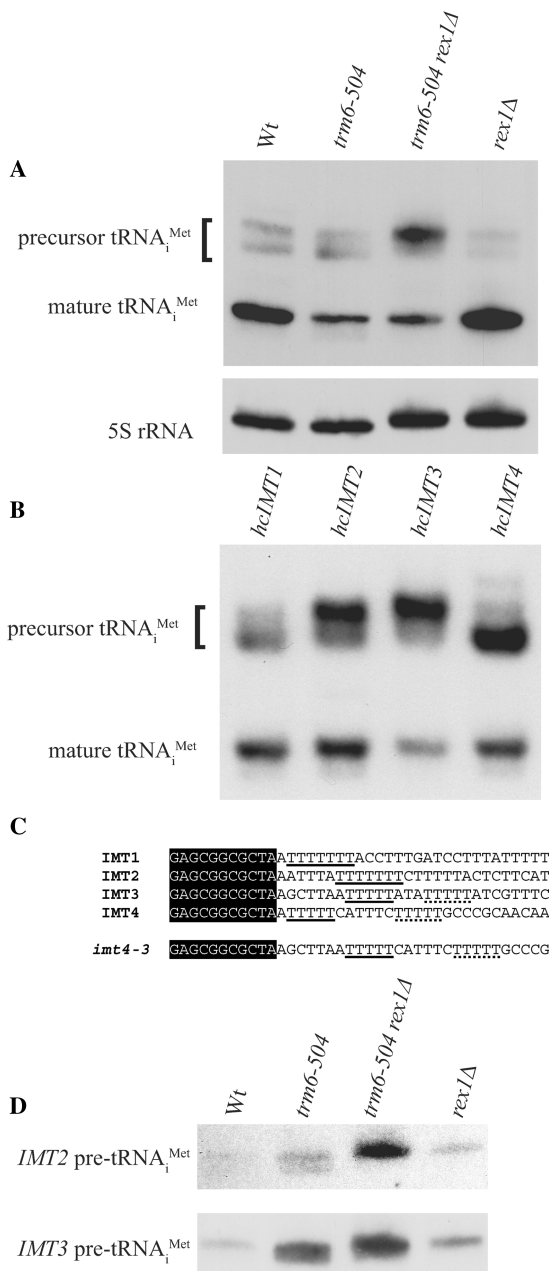 Wt trm6-504 trm6-504 rex1Δ rex1Δ
A
precursor tRNAiMet
mature tRNAiMet
5S rRNA
hcIMT1 hcIMT2 hcIMT3 hcIMT4
B
precursor tRNAiMet
mature tRNAiMet
C
IMT1 GAGCGGCGCTAATTTTTTTACCTTTGATCCTTTATTTTT
IMT2 GAGCGGCGCTAAATTTATTTTTTTCTTTTTACTCTTCAT
IMT3 GAGCGGCGCTAAGCTTAATTTTTATATTTTTATCGTTTC
IMT4 GAGCGGCGCTAATTTTTCATTTCTTTTTGCCCGCAACAA
imt4-3 GAGCGGCGCTAAGCTTAATTTTTCATTTCTTTTTGCCCG
Wt trm6-504 trm6-504 rex1Δ rex1Δ
D
IMT2 pre-tRNAiMet
IMT3 pre-tRNAiMet